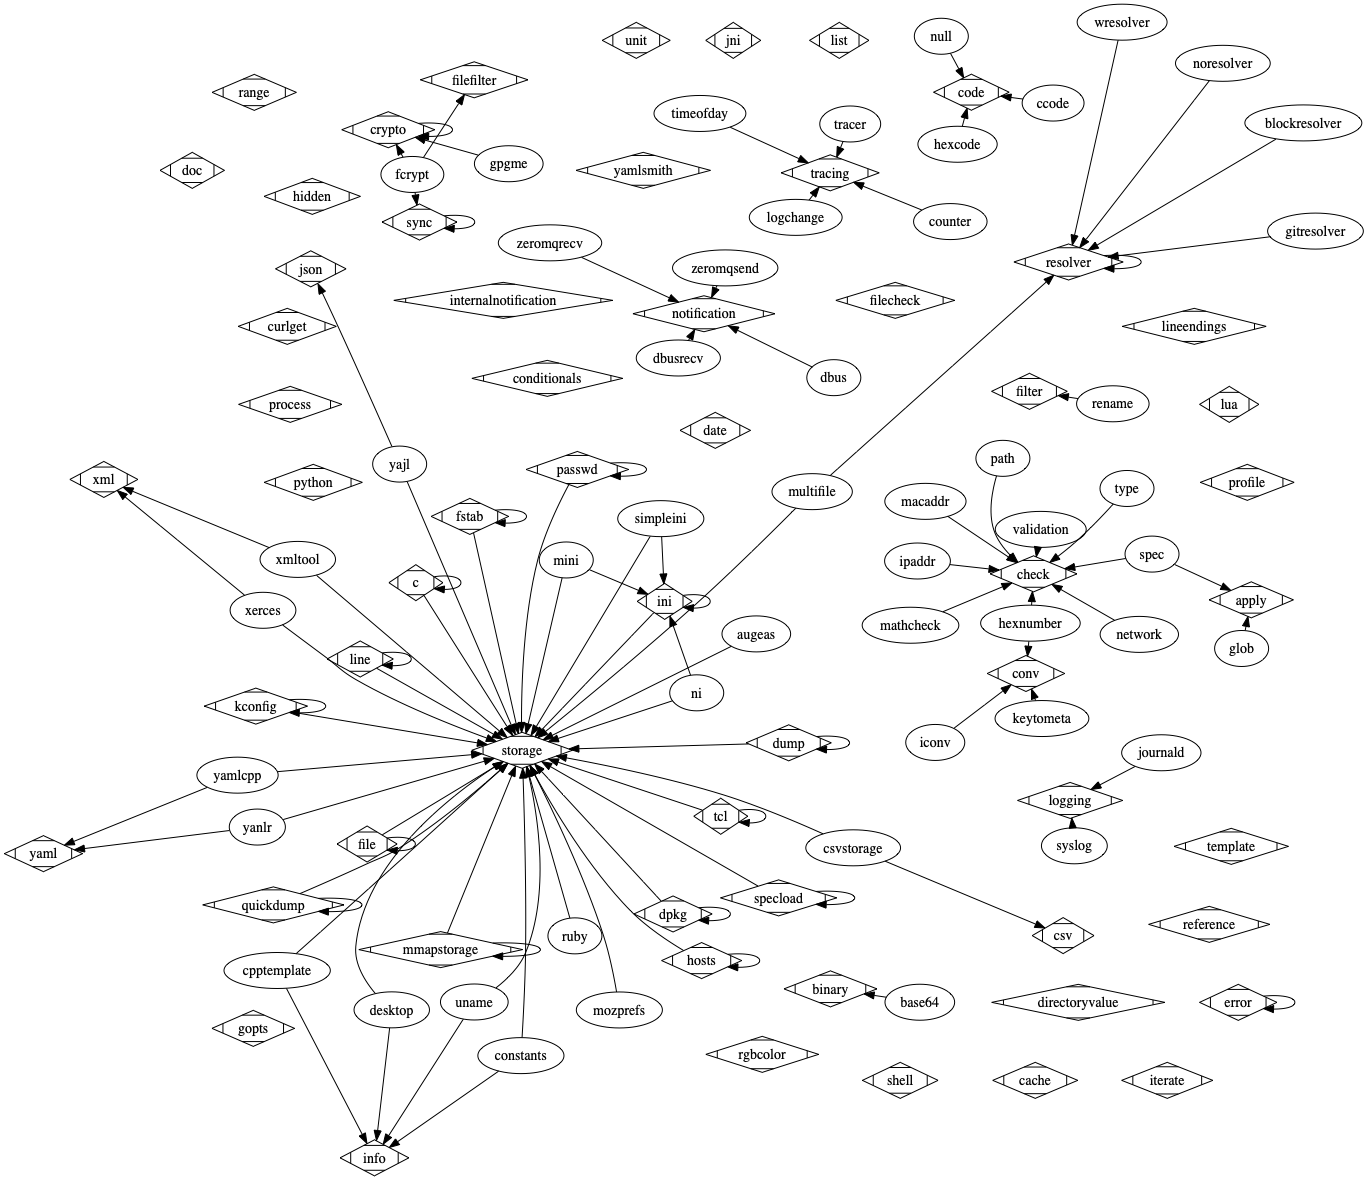 unit
jni
list
null
wresolver
noresolver
filefilter
range
code
ccode
timeofday
tracer
blockresolver
crypto
hexcode
gpgme
doc
fcrypt
yamlsmith
tracing
hidden
sync
logchange
counter
gitresolver
zeromqrecv
json
zeromqsend
resolver
internalnotification
filecheck
notification
curlget
lineendings
dbusrecv
conditionals
dbus
process
filter
rename
lua
date
path
yajl
passwd
xml
python
multifile
type
profile
macaddr
fstab
simpleini
validation
xmltool
mini
ipaddr
check
spec
c
ini
apply
xerces
mathcheck
hexnumber
network
augeas
glob
line
conv
ni
kconfig
keytometa
iconv
storage
dump
journald
yamlcpp
logging
yanlr
tcl
file
csvstorage
syslog
template
yaml
quickdump
specload
dpkg
reference
ruby
csv
mmapstorage
hosts
cpptemplate
binary
base64
directoryvalue
error
desktop
uname
mozprefs
gopts
constants
rgbcolor
shell
cache
iterate
info